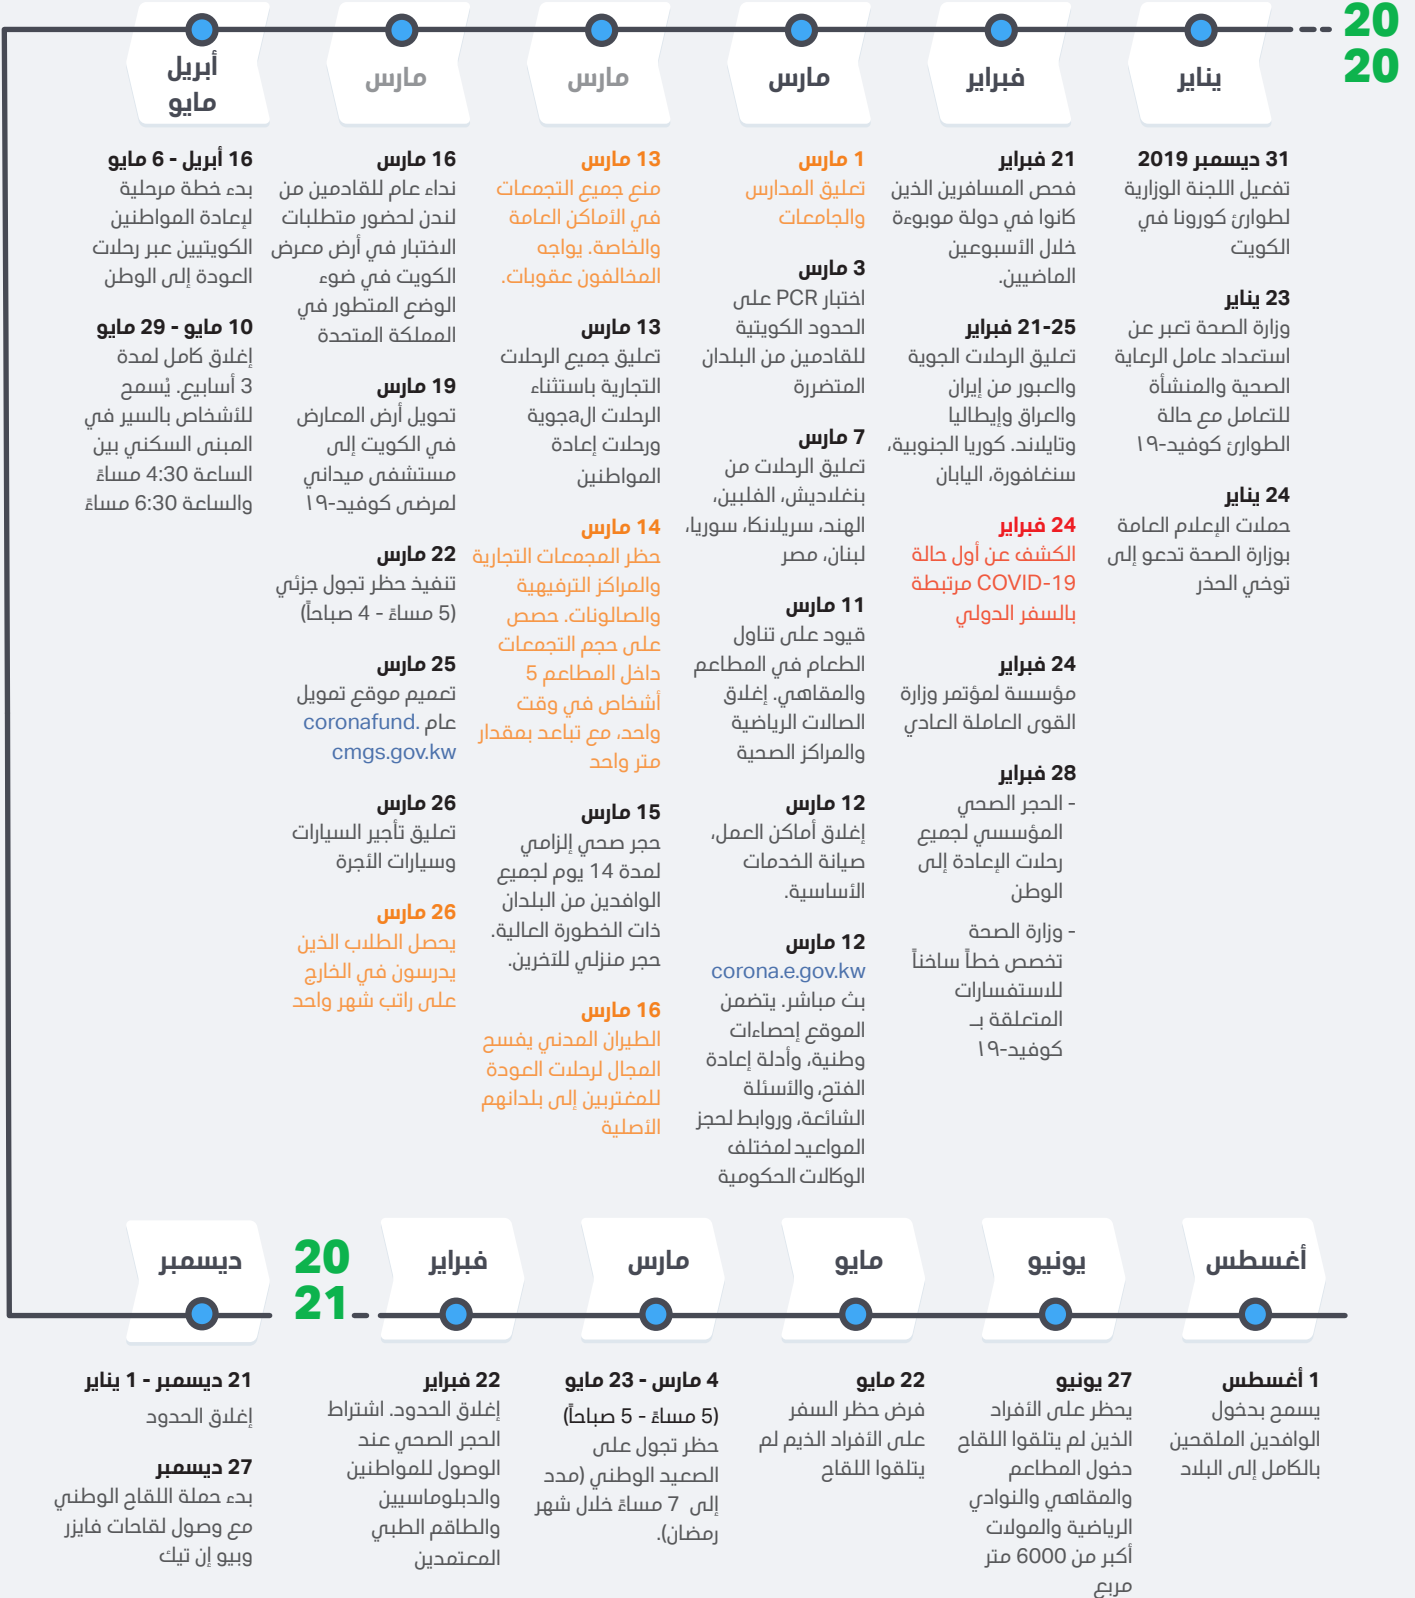 20
20
يناير
31 ديسمبر 2019
تفعيل اللجنة الوزارية
لطوارئ كورونا في
الكويت
23 يناير
وزارة الصحة تعبر عن
استعداد عامل الرعاية
الصحية والمنشأة
للتعامل مع حالة
الطوارئ كوفيد-١٩
24 يناير
حملات الإعلام العامة
بوزارة الصحة تدعو إلى
توخي الحذر
فبراير
21 فبراير
فحص المسافرين الذين
كانوا في دولة موبوءة
خلال الأسبوعين
الماضيين.
21-25 فبراير
تعليق الرحلات الجوية
والعبور من إيران
والعراق وإيطاليا
وتايلاند. كوريا الجنوبية،
سنغافورة، اليابان
24 فبراير
الكشف عن أول حالة
COVID-19 مرتبطة
بالسفر الدولي
24 فبراير
مؤسسة لمؤتمر وزارة
القوى العاملة العادي
28 فبراير
- الحجر الصحي
المؤسسي لجميع
رحلات الإعادة إلى
الوطن
- وزارة الصحة
تخصص خطاً ساخناً
للاستفسارات
المتعلقة بـ
كوفيد-١٩
مارس
1 مارس
تعليق المدارس
والجامعات
3 مارس
اختبار PCR على
الحدود الكويتية
للقادمين من البلدان
المتضررة
7 مارس
تعليق الرحلات من
بنغلاديش، الفلبين،
الهند، سريلانكا، سوريا،
لبنان، مصر
11 مارس
قيود على تناول
الطعام في المطاعم
والمقاهي. إغلاق
الصالات الرياضية
والمراكز الصحية
12 مارس
إغلاق أماكن العمل،
صيانة الخدمات
الأساسية.
12 مارس
corona.e.gov.kw
بث مباشر. يتضمن
الموقع إحصاءات
وطنية، وأدلة إعادة
الفتح، والأسئلة
الشائعة، وروابط لحجز
المواعيد لمختلف
الوكالات الحكومية
مارس
13 مارس
منع جميع التجمعات
في الأماكن العامة
والخاصة. يواجه
المخالفون عقوبات.
13 مارس
تعليق جميع الرحلات
التجارية باستثناء
الرحلات الaجوية
ورحلات إعادة
المواطنين
14 مارس
حظر المجمعات التجارية
والمراكز الترفيهية
والصالونات. حصص
على حجم التجمعات
داخل المطاعم 5
أشخاص في وقت
واحد، مع تباعد بمقدار
متر واحد
15 مارس
حجر صحي إلزامي
لمدة 14 يوم لجميع
الوافدين من البلدان
ذات الخطورة العالية.
حجر منزلي للآخرين.
16 مارس
الطيران المدني يفسح
المجال لرحلات العودة
للمغتربين إلى بلدانهم
الأصلية
مارس
16 مارس
نداء عام للقادمين من
لندن لحضور متطلبات
الاختبار في أرض معرض
الكويت في ضوء
الوضع المتطور في
المملكة المتحدة
19 مارس
تحويل أرض المعارض
في الكويت إلى
مستشفى ميداني
لمرضى كوفيد-١٩
22 مارس
تنفيذ حظر تجول جزئي
(5 مساءً - 4 صباحاً)
25 مارس
تعميم موقع تمويل
عام coronafund.
cmgs.gov.kw
26 مارس
تعليق تأجير السيارات
وسيارات الأجرة
26 مارس
يحصل الطلاب الذين
يدرسون في الخارج
على راتب شهر واحد
أبريل
مايو
16 أبريل - 6 مايو
بدء خطة مرحلية
لإعادة المواطنين
الكويتيين عبر رحلات
العودة إلى الوطن
10 مايو - 29 مايو
إغلاق كامل لمدة
3 أسابيع. يُسمح
للأشخاص بالسير في
المبنى السكني بين
الساعة 4:30 مساءً
والساعة 6:30 مساءً
ديسمبر
21 ديسمبر - 1 يناير
إغلاق الحدود
27 ديسمبر
بدء حملة اللقاح الوطني
مع وصول لقاحات فايزر
وبيو إن تيك
20
21
فبراير
22 فبراير
إغلاق الحدود. اشتراط
الحجر الصحي عند
الوصول للمواطنين
والدبلوماسيين
والطاقم الطبي
المعتمدين
مارس
4 مارس - 23 مايو
(5 مساءً - 5 صباحاً)
حظر تجول على
الصعيد الوطني (مدد
إلى 7 مساءً خلال شهر
رمضان).
مايو
22 مايو
فرض حظر السفر
على الأفراد الذيم لم
يتلقوا اللقاح
يونيو
27 يونيو
يحظر على الأفراد
الذين لم يتلقوا اللقاح
دخول المطاعم
والمقاهي والنوادي
الرياضية والمولات
أكبر من 6000 متر
مربع
أغسطس
1 أغسطس
يسمح بدخول
الوافدين الملقحين
بالكامل إلى البلاد